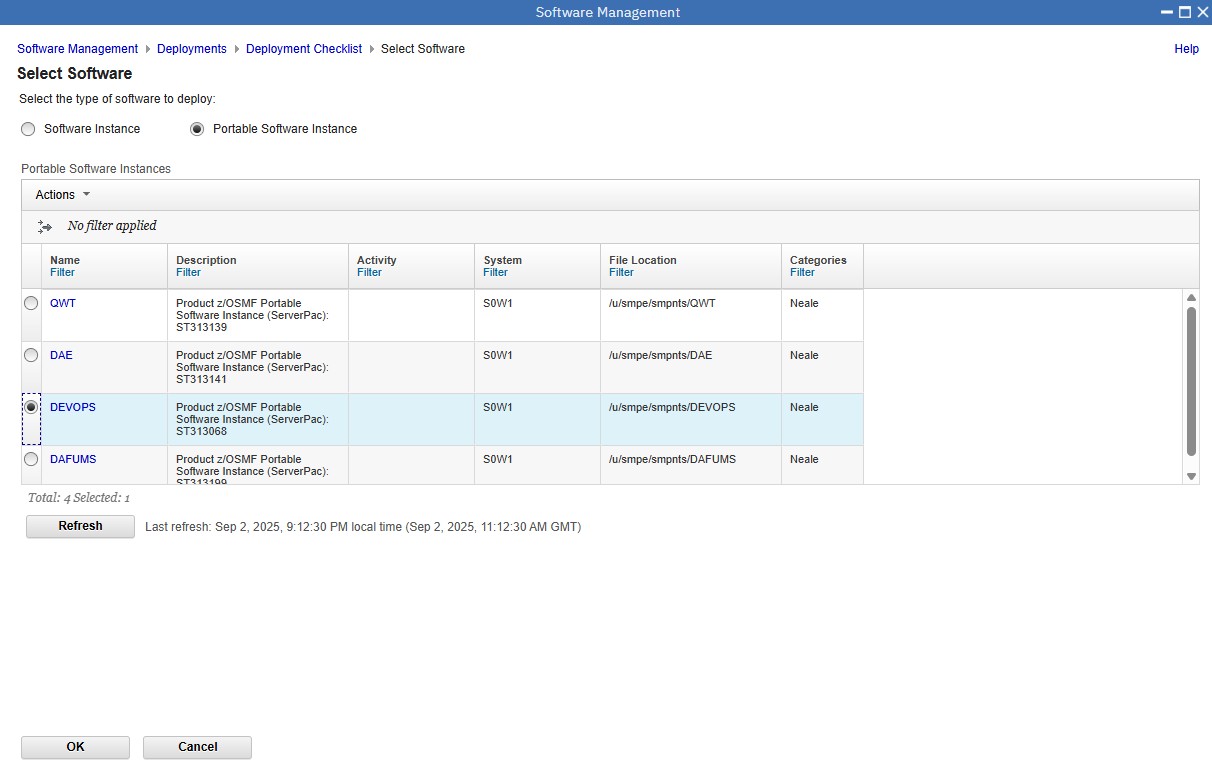 Software Management
Software Management Deployments Deployment Checklist Select Software Help
Select Software
Select the type of software to deploy:
Software Instance Portable Software Instance
Portable Software Instances
Actions
No filter applied
Name Description Activity System File Location Categories
Filter Filter Filter Filter Filter Filter
QWT Product z/OSMF Portable S0W1 /u/smpe/smpnts/QWT Neale
Software Instance (ServerPac):
ST313139
DAE Product z/OSMF Portable S0W1 /u/smpe/smpnts/DAE Neale
Software Instance (ServerPac):
ST313141
DEVOPS Product z/OSMF Portable S0W1 /u/smpe/smpnts/DEVOPS Neale
Software Instance (ServerPac):
ST313068
DAFUMS Product z/OSMF Portable S0W1 /u/smpe/smpnts/DAFUMS Neale
Software Instance (ServerPac):
ST313199
Total: 4 Selected: 1
Refresh Last refresh: Sep 2, 2025, 9:12:30 PM local time (Sep 2, 2025, 11:12:30 AM GMT)
OK Cancel